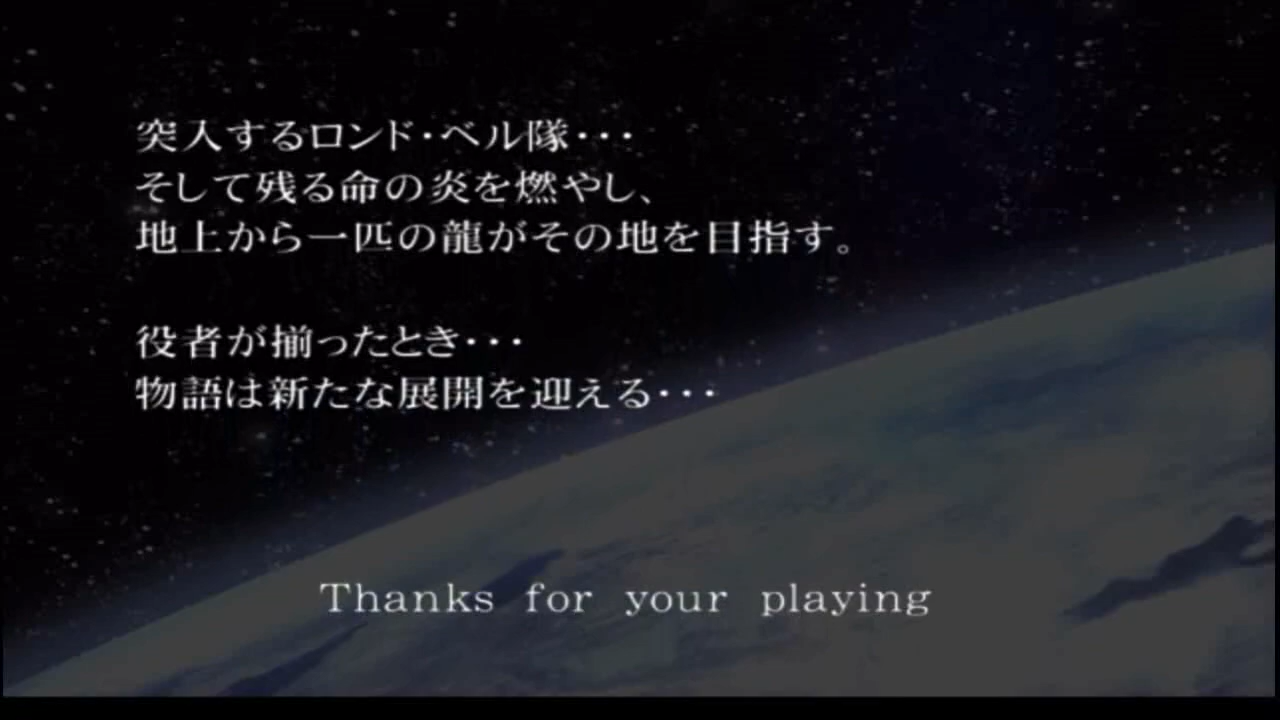 突入するロンド・ベル隊・・・
そして残る命の炎を燃やし、
地上から一匹の龍がその地を目指す。
役者が揃ったとき・・・
物語は新たな展開を迎える・・・
Thanks for your playing